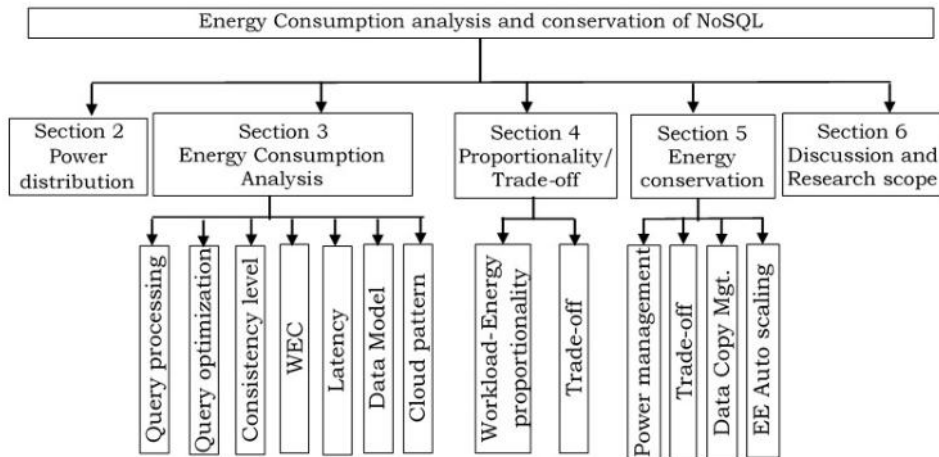 Energy Consumption analysis and conservation of NoSQL
Section 2
Power
distribution
Section 3
Energy Consumption
Analysis
Section 4
Proportionality/
Trade-off
Section 5
Energy
conservation
Section 6
Discussion and
Research scope
Query processing
Query optimization
Consistency level
WEC
Latency
Data Model
Cloud pattern
Workload-Energy
proportionality
Trade-off
Power management
Trade-off
Data Copy Mgt.
EE Auto scaling